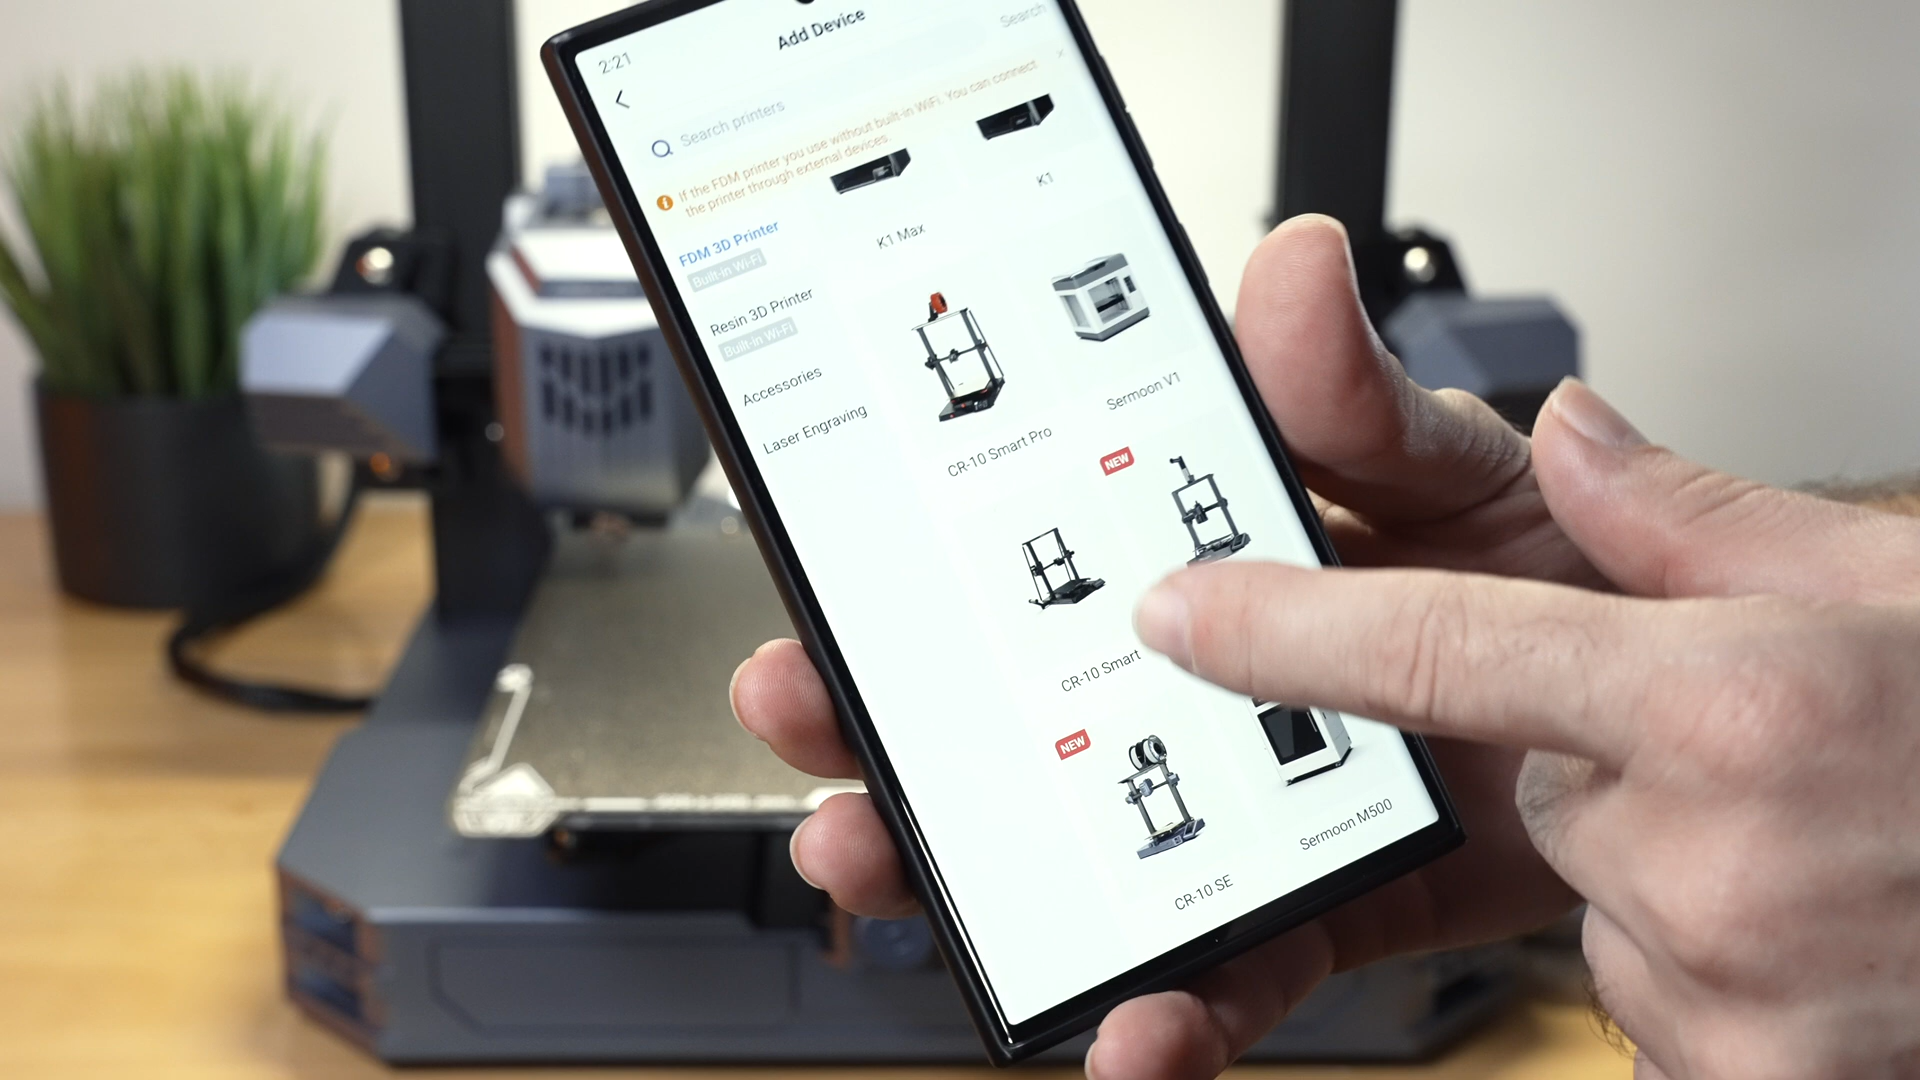 2:21
Add Device
Search printers
Search
If the FDM printer you use without built-in WiFi. You can connect
the printer through external devices.
FDM 3D Printer
Built-in Wi-Fi
Resin 3D Printer
Built-in Wi-Fi
Accessories
Laser Engraving
K1 Max
K1
CR-10 Smart Pro
Sermoon V1
CR-10 Smart
NEW
NEW
CR-10 SE
Sermoon M500